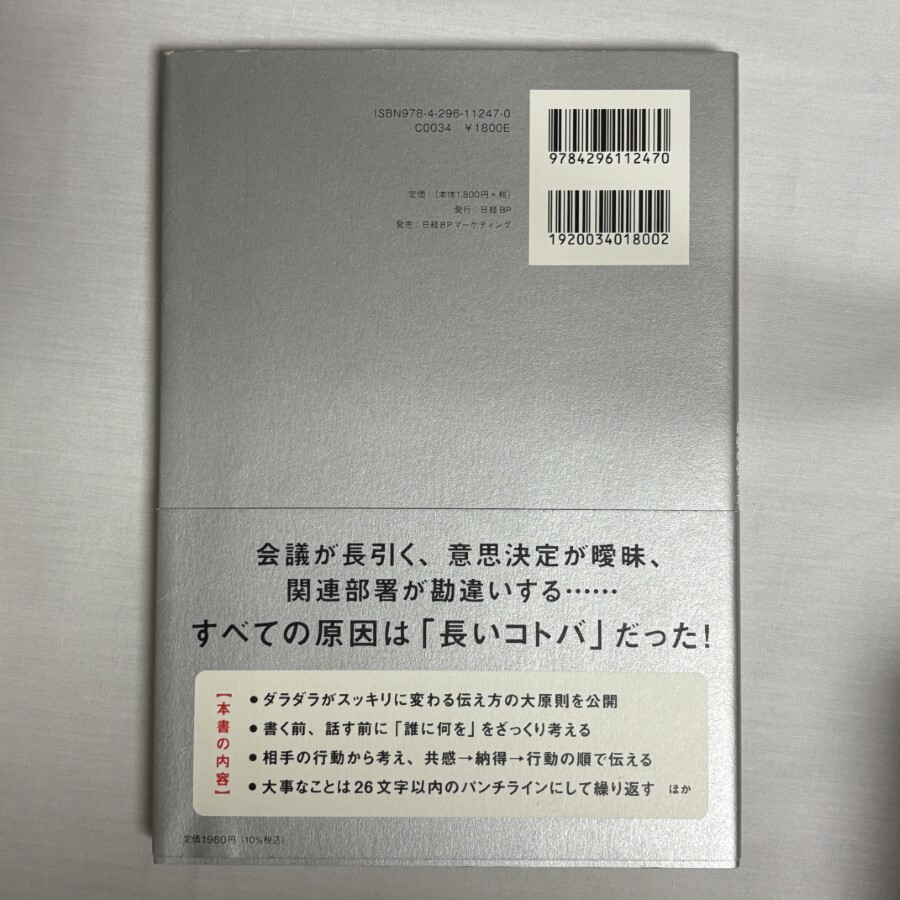 ISBN978-4-296-11247-0
C0034 ¥1800E
9784296112470
定価：[本体1,800円+税]
発行：日経BP
発売：日経BPマーケティング
1920034018002
会議が長引く、意思決定が曖昧、
関連部署が勘違いする……
すべての原因は「長いコトバ」だった！
【本書の内容】
●ダラダラがスッキリに変わる伝え方の大原則を公開
●書く前、話す前に「誰に何を」をざっくり考える
●相手の行動から考え、共感→納得→行動の順で伝える
●大事なことは26文字以内のパンチラインにして繰り返す ほか
定価1980円（10%税込）